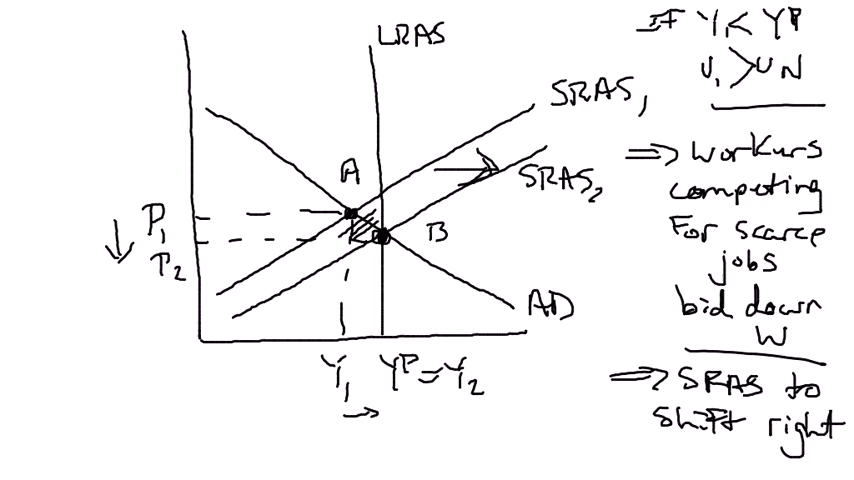 LRAS
IF Y₁ < Yᴾ
U₁ > UN
SRAS₁
⇒ Workurs
competing
For scarce
jobs
bid down
W
A
SRAS₂
P₁
P₂
B
AD
Y₁ Yᴾ = Y₂
⇒ SRAS to
Shift right